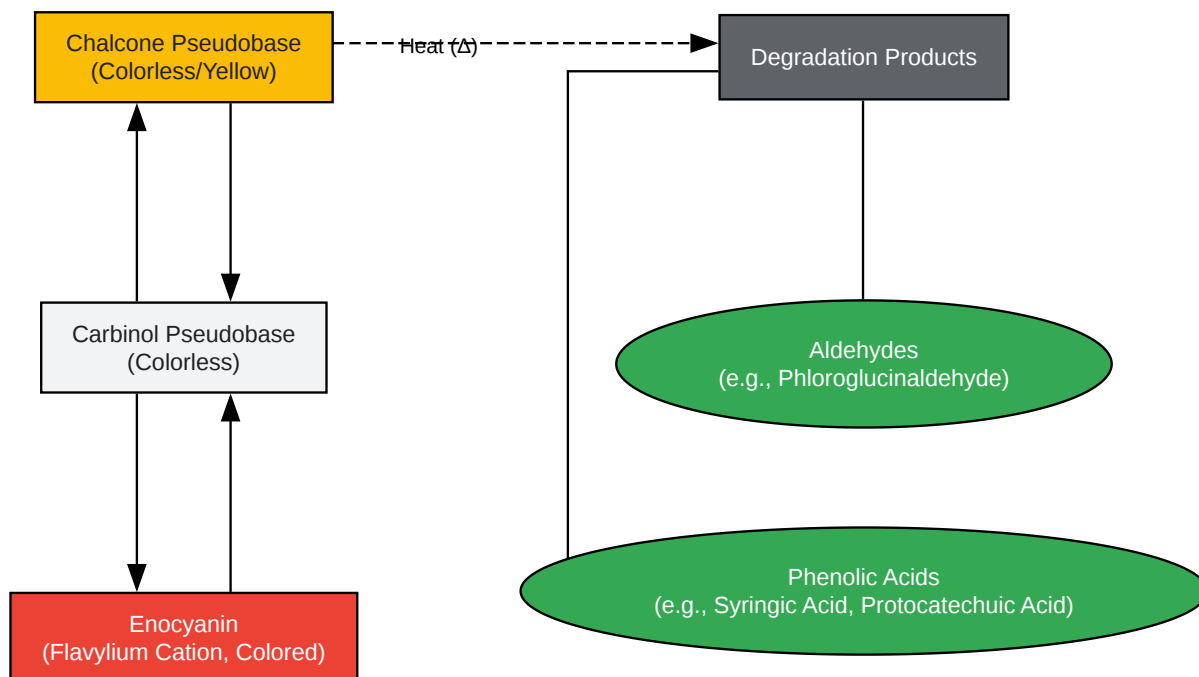 Chalcone Pseudobase
(Colorless/Yellow)
Heat (Δ)
Degradation Products
Carbinol Pseudobase
(Colorless)
Aldehydes
(e.g., Phloroglucinaldehyde)
Phenolic Acids
(e.g., Syringic Acid, Protocatechuic Acid)
Enocyanin
(Flavylium Cation, Colored)